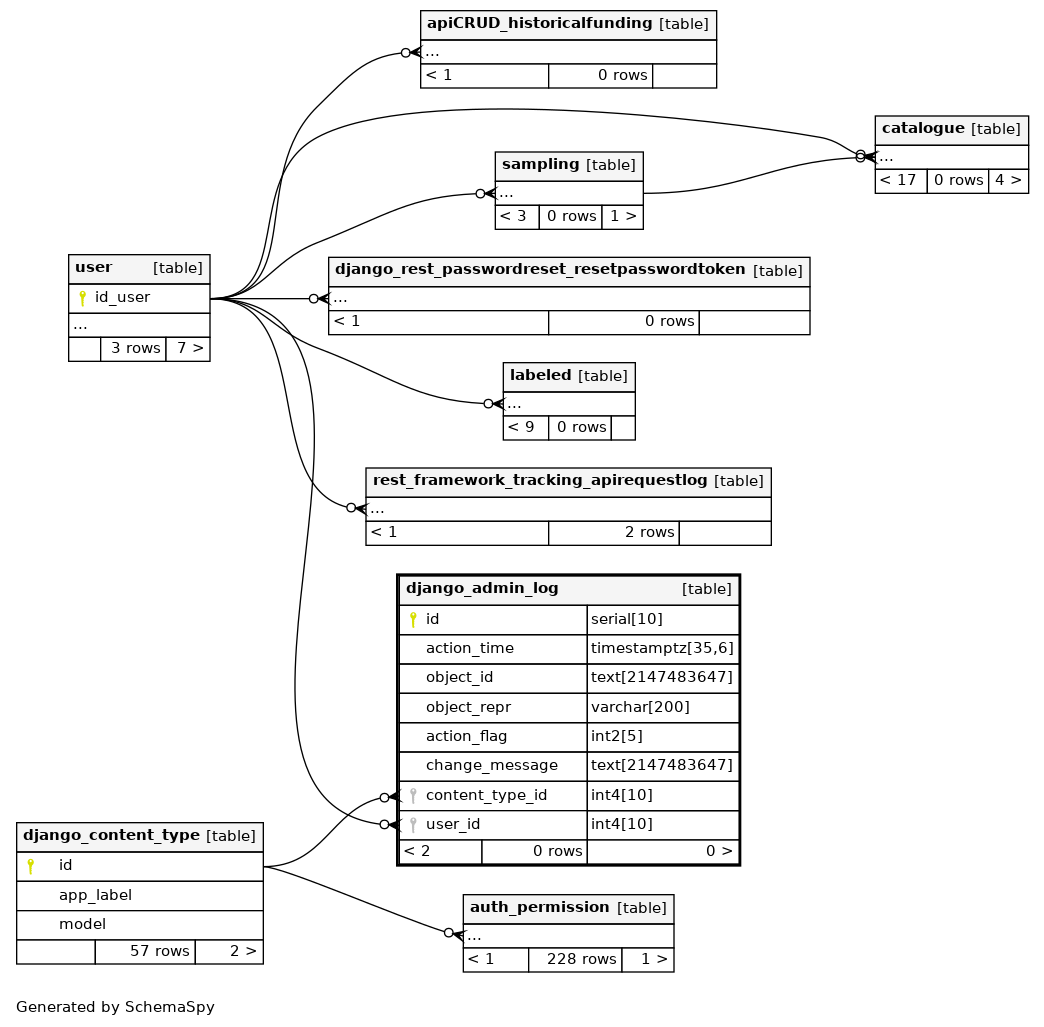 apiCRUD_historicalfunding [table]
...
< 1 0 rows
catalogue [table]
...
< 17 0 rows 4 >
sampling [table]
...
< 3 0 rows 1 >
user [table]
id_user
...
3 rows 7 >
django_rest_passwordreset_resetpasswordtoken [table]
...
< 1 0 rows
labeled [table]
...
< 9 0 rows
rest_framework_tracking_apirequestlog [table]
...
< 1 2 rows
django_admin_log [table]
id serial[10]
action_time timestamptz[35,6]
object_id text[2147483647]
object_repr varchar[200]
action_flag int2[5]
change_message text[2147483647]
content_type_id int4[10]
user_id int4[10]
< 2 0 rows 0 >
django_content_type [table]
id
app_label
model
57 rows 2 >
auth_permission [table]
...
< 1 228 rows 1 >
Generated by SchemaSpy